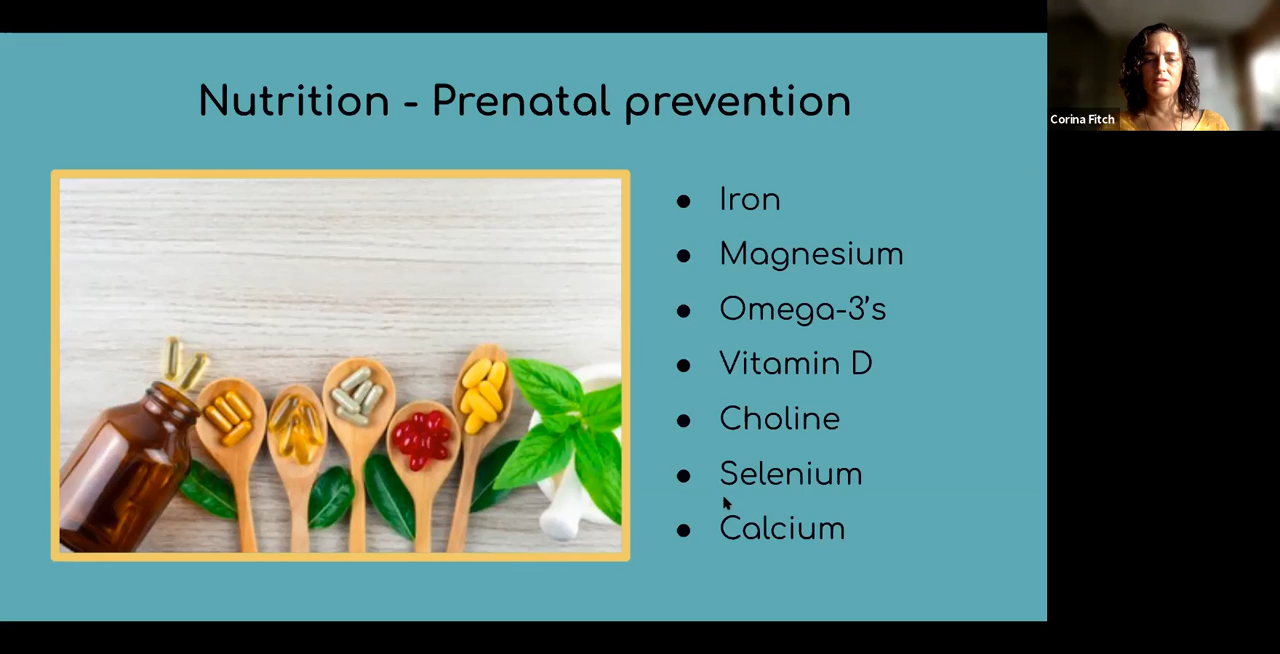 Nutrition - Prenatal prevention
Iron
Magnesium
Omega-3's
Vitamin D
Choline
Selenium
Calcium
Corina Fitch